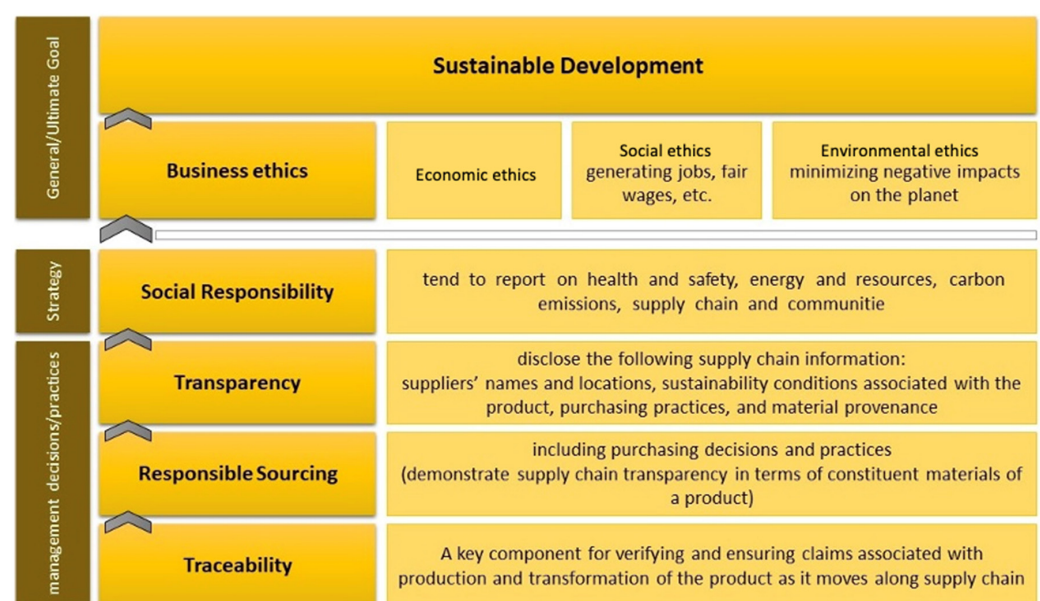 General/Ultimate Goal
Sustainable Development
Business ethics
Economic ethics
Social ethics
generating jobs, fair
wages, etc.
Environmental ethics
minimizing negative impacts
on the planet
Strategy
Social Responsibility
tend to report on health and safety, energy and resources, carbon
emissions, supply chain and communitie
management decisions/practices
Transparency
disclose the following supply chain information:
suppliers' names and locations, sustainability conditions associated with the
product, purchasing practices, and material provenance
Responsible Sourcing
including purchasing decisions and practices
(demonstrate supply chain transparency in terms of constituent materials of
a product)
Traceability
A key component for verifying and ensuring claims associated with
production and transformation of the product as it moves along supply chain